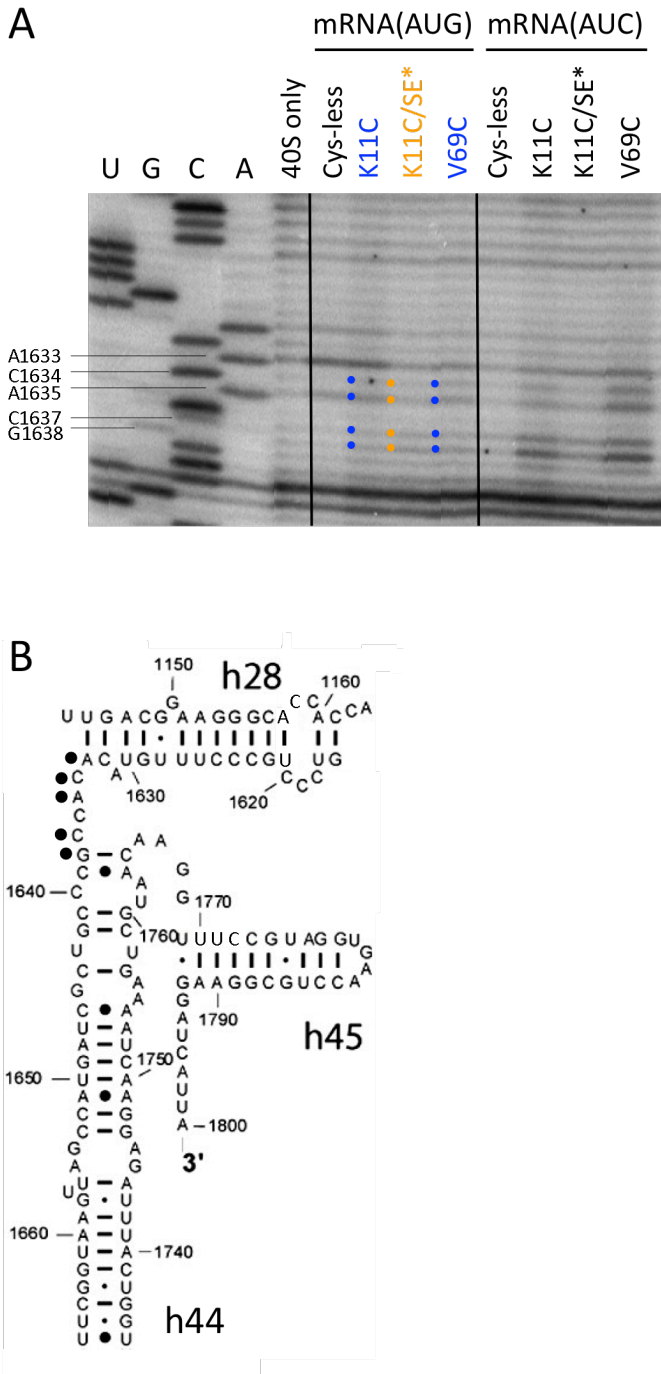 A
mRNA(AUG) mRNA(AUC)
40S only Cys-less K11C K11C/SE* V69C Cys-less K11C K11C/SE* V69C
U G C A
A1633
C1634
A1635
C1637
G1638
B
1150 h28 1160
G C C
U U G A C G A A G G G C A A C C A
A C A U G U U U C C C G U G
1630 1620 C C C
C
A
C
C A A
G C
C A G
1640 C A
U G
C G 1770
G C 1760
U U U C C G U A G G U
U U G
C G A
G A A G G C G U C C A A
G A 1790
C A G h45
U A A
A U U
G C 1750 C
1650 U A A
A A U
C G U
C G A 1800
G A
A G 3'
U
U A
G U
A U
1660 A U
U A 1740
G C
G U
C G
U G h44
U U